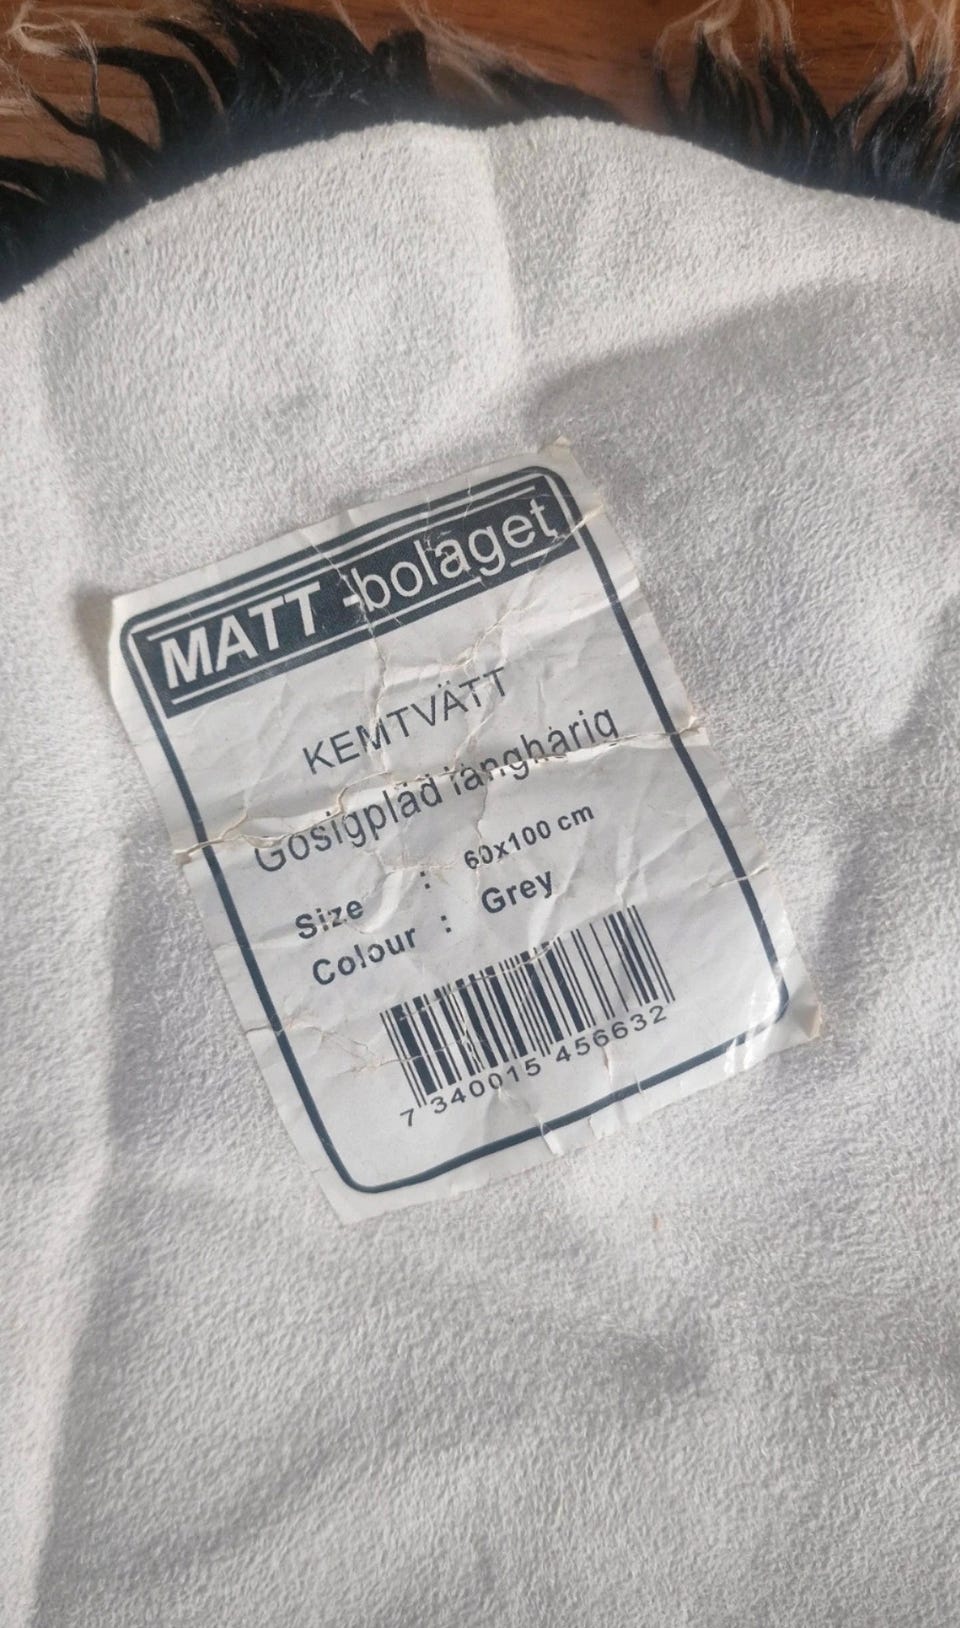 MATT-bolaget
KEMTVÄTT
Gosigpläd långhårig
Size : 60x100 cm
Colour : Grey
7 340015 456632